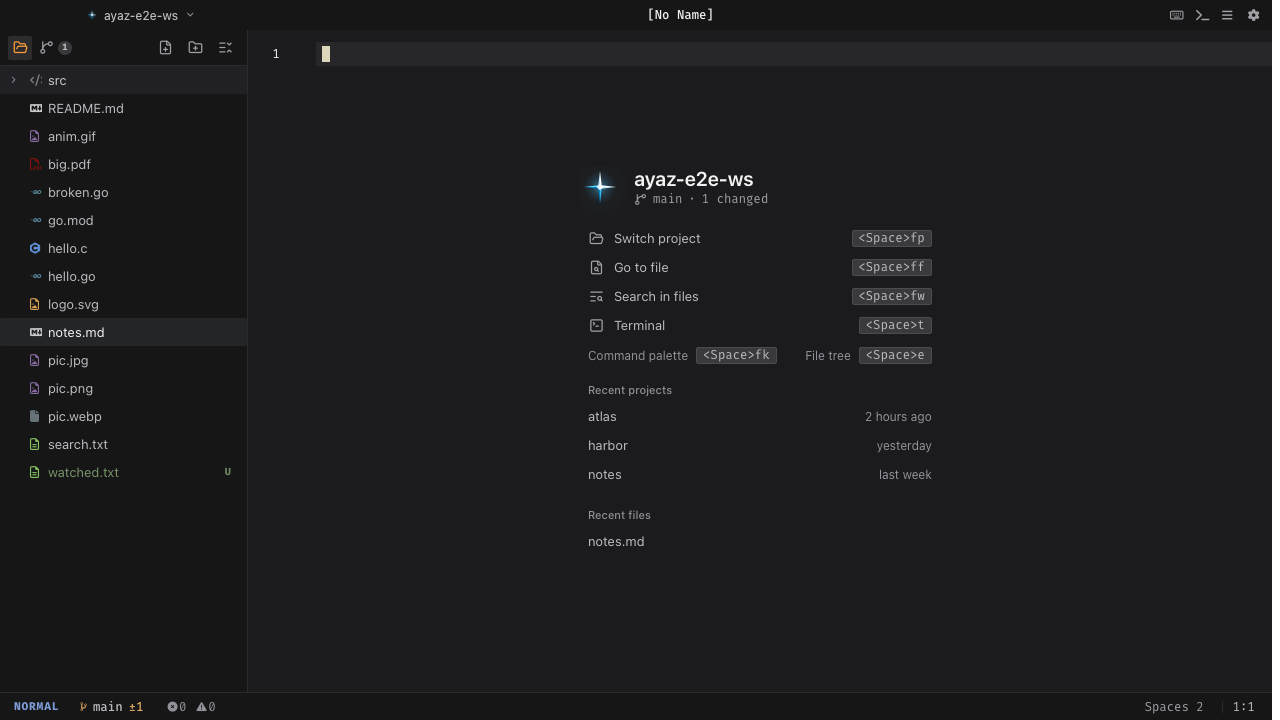 ayaz-e2e-ws
[No Name]
1
src
README.md
anim.gif
big.pdf
broken.go
go.mod
hello.c
hello.go
logo.svg
notes.md
pic.jpg
pic.png
pic.webp
search.txt
watched.txt U
1
ayaz-e2e-ws
main · 1 changed
Switch project <Space>fp
Go to file <Space>ff
Search in files <Space>fw
Terminal <Space>t
Command palette <Space>fk File tree <Space>e
Recent projects
atlas 2 hours ago
harbor yesterday
notes last week
Recent files
notes.md
NORMAL main ±1 0 0 Spaces 2 1:1